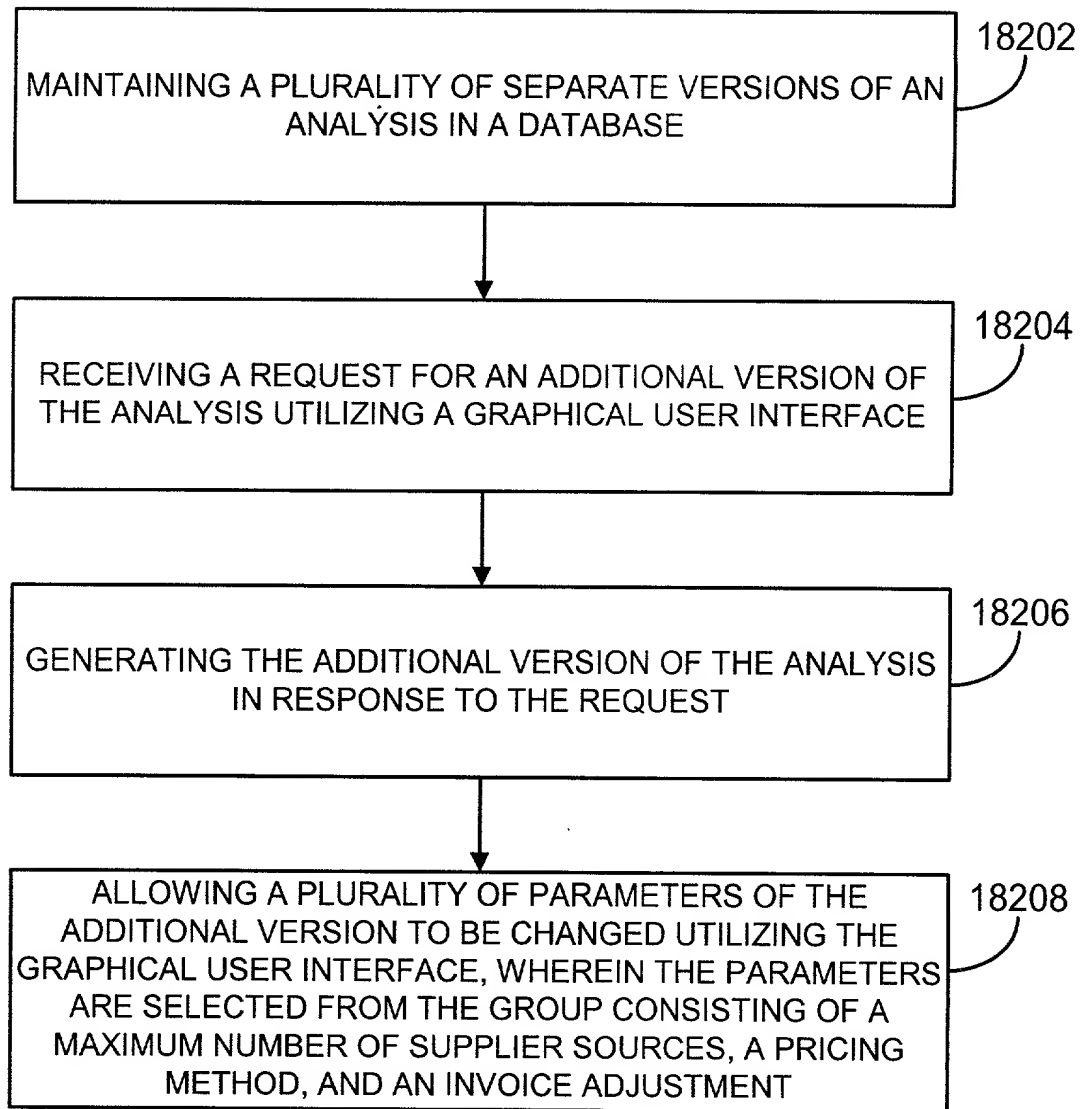 18202
MAINTAINING A PLURALITY OF SEPARATE VERSIONS OF AN
ANALYSIS IN A DATABASE
18204
RECEIVING A REQUEST FOR AN ADDITIONAL VERSION OF
THE ANALYSIS UTILIZING A GRAPHICAL USER INTERFACE
18206
GENERATING THE ADDITIONAL VERSION OF THE ANALYSIS
IN RESPONSE TO THE REQUEST
18208
ALLOWING A PLURALITY OF PARAMETERS OF THE
ADDITIONAL VERSION TO BE CHANGED UTILIZING THE
GRAPHICAL USER INTERFACE, WHEREIN THE PARAMETERS
ARE SELECTED FROM THE GROUP CONSISTING OF A
MAXIMUM NUMBER OF SUPPLIER SOURCES, A PRICING
METHOD, AND AN INVOICE ADJUSTMENT